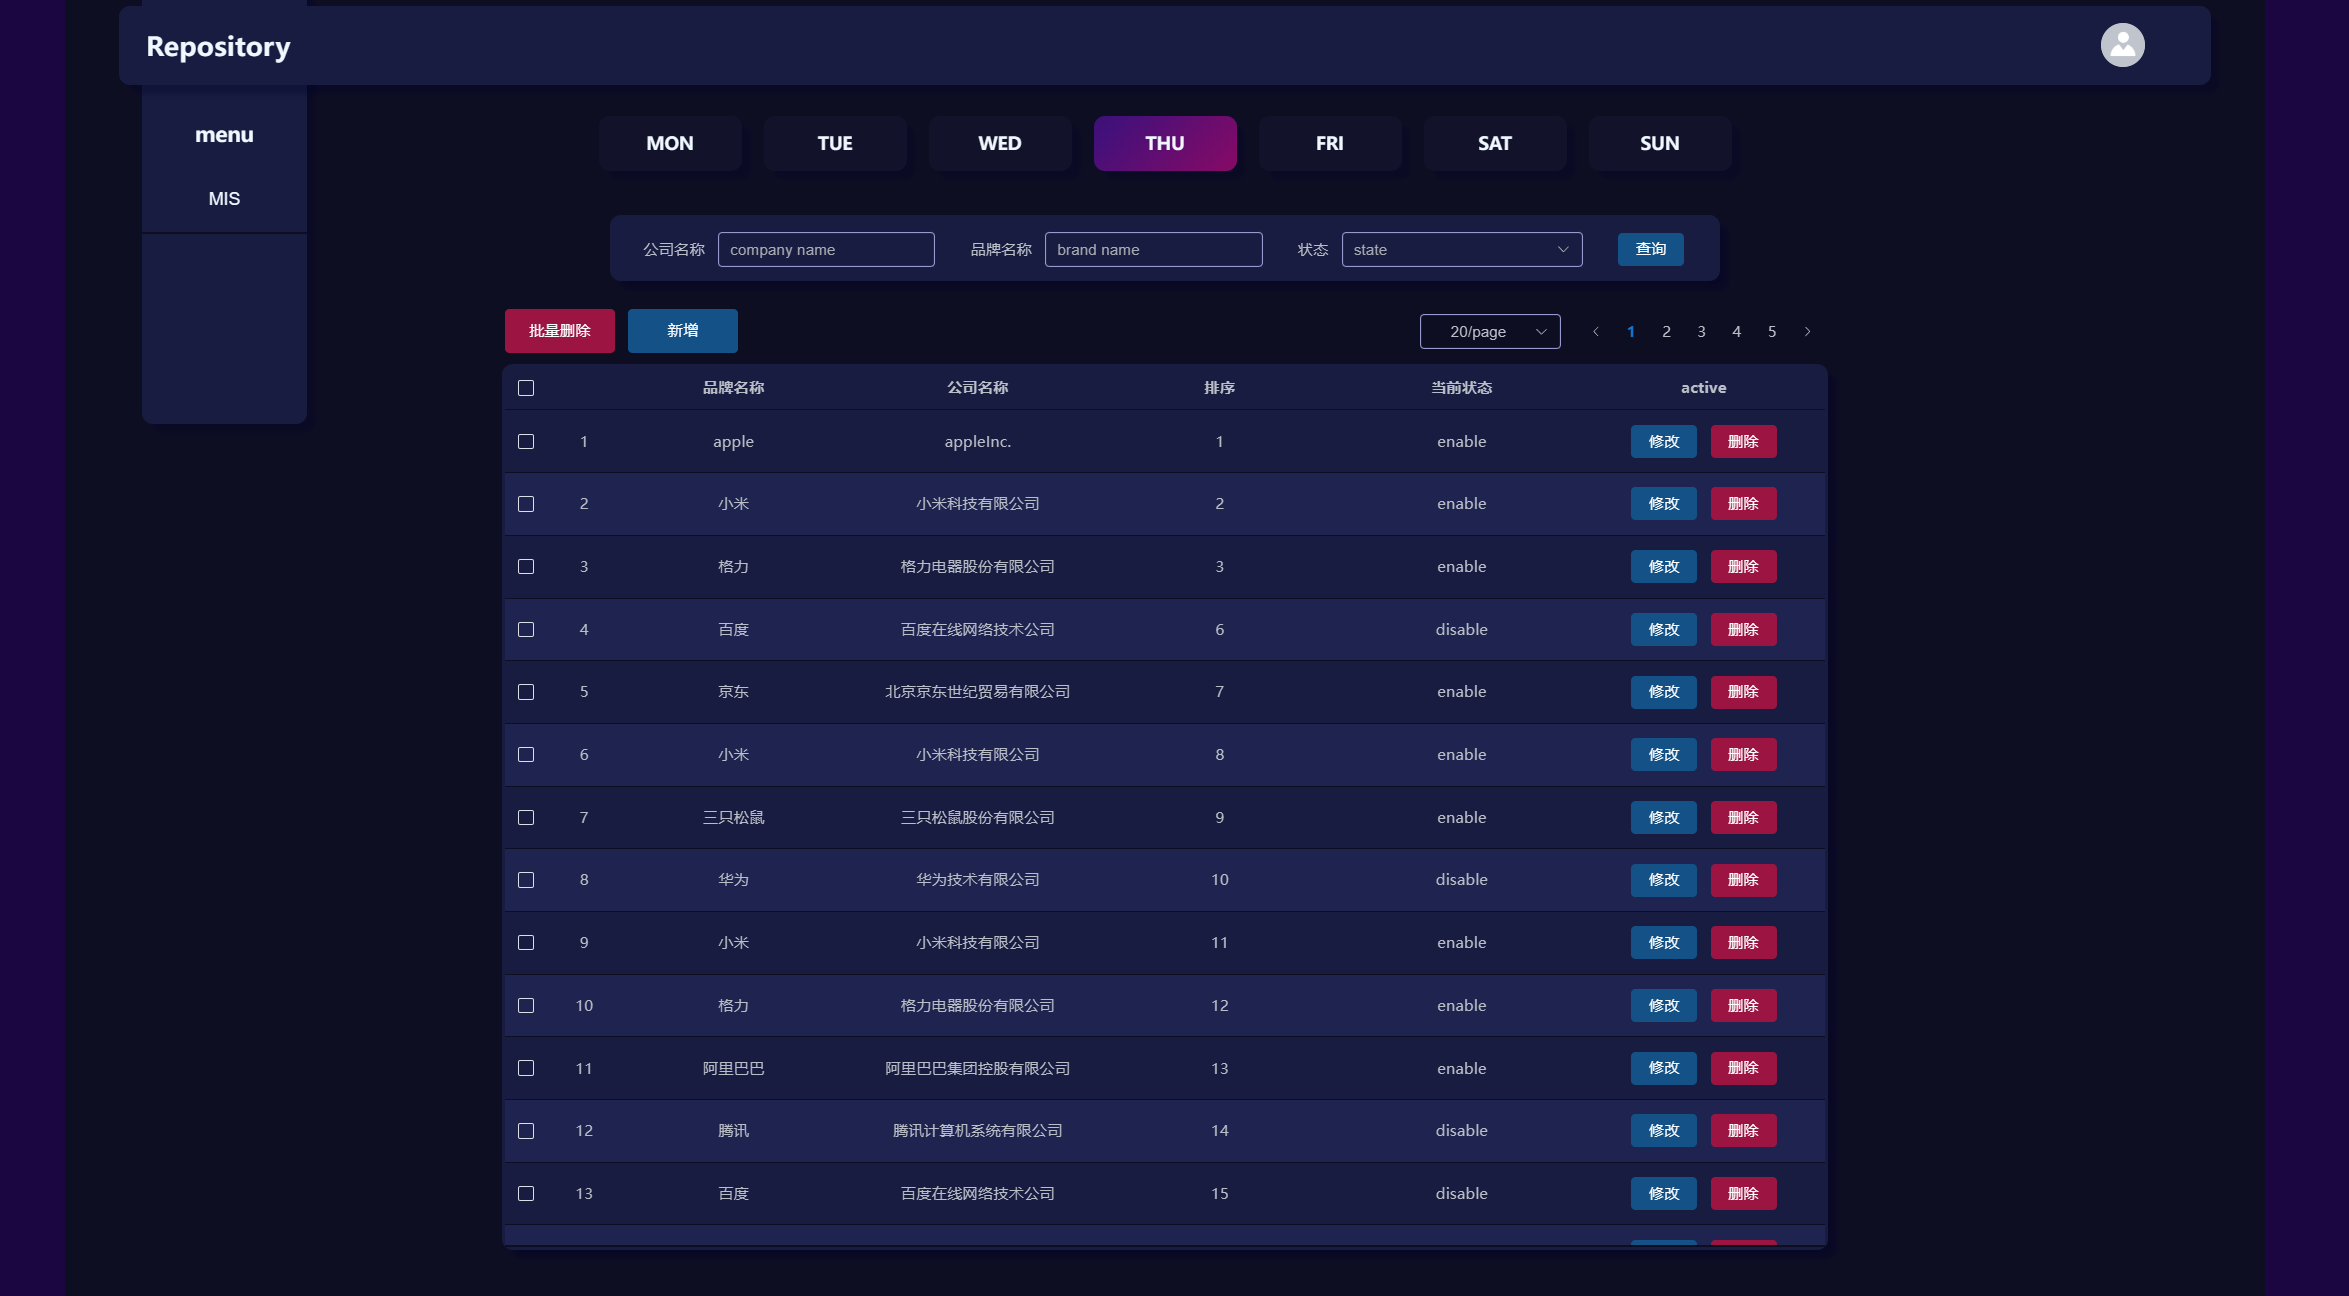 Repository
menu
MIS
MON TUE WED THU FRI SAT SUN
公司名称 company name 品牌名称 brand name 状态 state 查询
批量删除 新增 20/page 1 2 3 4 5
品牌名称 公司名称 排序 当前状态 active
1 apple appleInc. 1 enable 修改 删除
2 小米 小米科技有限公司 2 enable 修改 删除
3 格力 格力电器股份有限公司 3 enable 修改 删除
4 百度 百度在线网络技术公司 6 disable 修改 删除
5 京东 北京京东世纪贸易有限公司 7 enable 修改 删除
6 小米 小米科技有限公司 8 enable 修改 删除
7 三只松鼠 三只松鼠股份有限公司 9 enable 修改 删除
8 华为 华为技术有限公司 10 disable 修改 删除
9 小米 小米科技有限公司 11 enable 修改 删除
10 格力 格力电器股份有限公司 12 enable 修改 删除
11 阿里巴巴 阿里巴巴集团控股有限公司 13 enable 修改 删除
12 腾讯 腾讯计算机系统有限公司 14 disable 修改 删除
13 百度 百度在线网络技术公司 15 disable 修改 删除